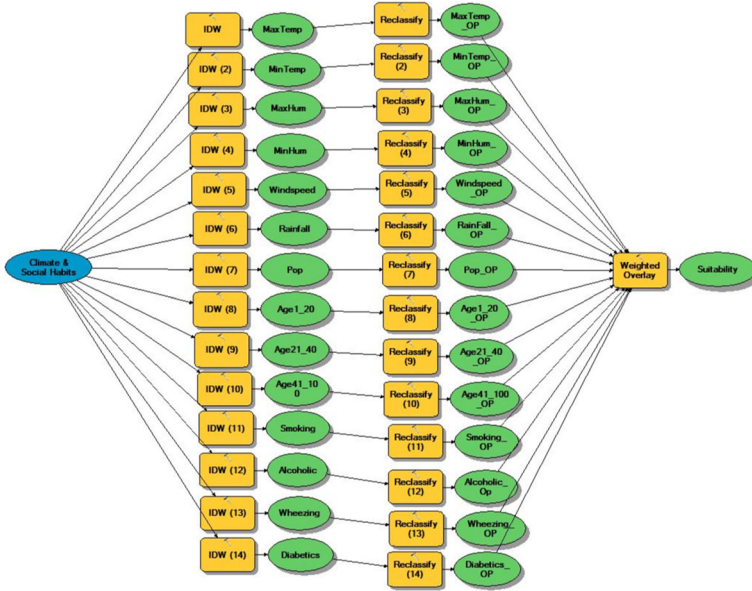 IDW
MaxTemp
Reclassify
MaxTemp
_OP
IDW (2)
MinTemp
Reclassify
(2)
MinTemp_
OP
IDW (3)
MaxHum
Reclassify
(3)
MaxHum_
OP
IDW (4)
MinHum
Reclassify
(4)
MinHum_
OP
IDW (5)
Windspeed
Reclassify
(5)
Windspeed
_OP
IDW (6)
Rainfall
Reclassify
(6)
RainFall_
OP
Climate &
Social Habits
IDW (7)
Pop
Reclassify
(7)
Pop_OP
Weighted
Overlay
Suitability
IDW (8)
Age1_20
Reclassify
(8)
Age1_20
_OP
IDW (9)
Age21_40
Reclassify
(9)
Age21_40
_OP
IDW (10)
Age41_10
0
Reclassify
(10)
Age41_100
_OP
IDW (11)
Smoking
Reclassify
(11)
Smoking_
OP
IDW (12)
Alcoholic
Reclassify
(12)
Alcoholic_
Op
IDW (13)
Wheezing
Reclassify
(13)
Wheezing_
OP
IDW (14)
Diabetics
Reclassify
(14)
Diabetics_
OP